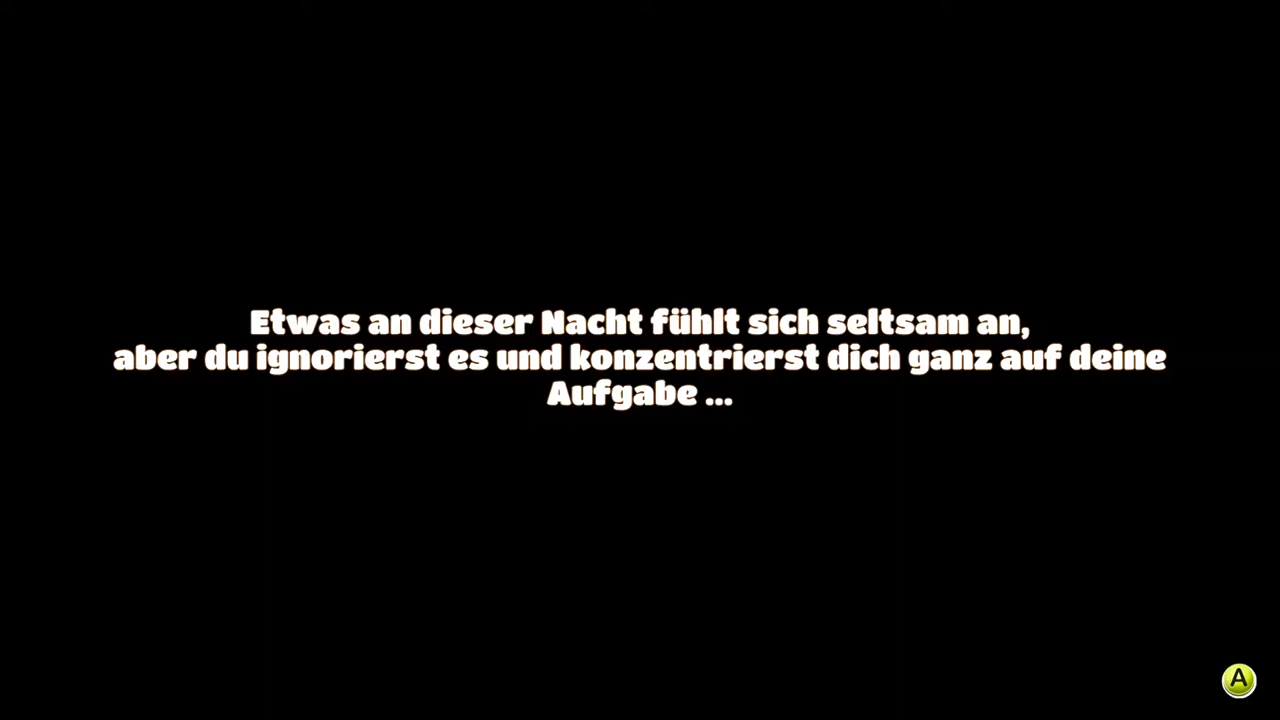 Etwas an dieser Nacht fühlt sich seltsam an,
aber du ignorierst es und konzentrierst dich ganz auf deine
Aufgabe ...
A